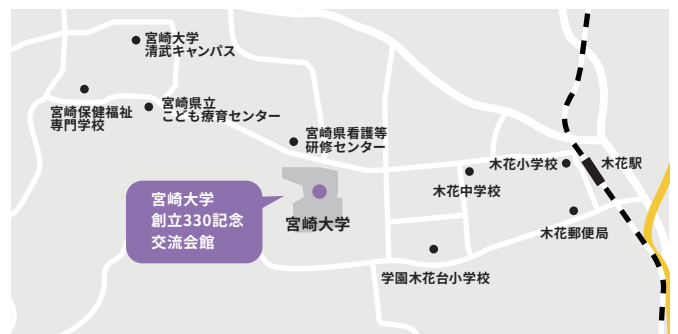 宮崎大学
清武キャンパス
宮崎保健福祉
専門学校
宮崎県立
こども療育センター
宮崎県看護等
研修センター
木花小学校
木花駅
木花中学校
宮崎大学
創立330記念
交流会館
宮崎大学
木花郵便局
学園木花台小学校